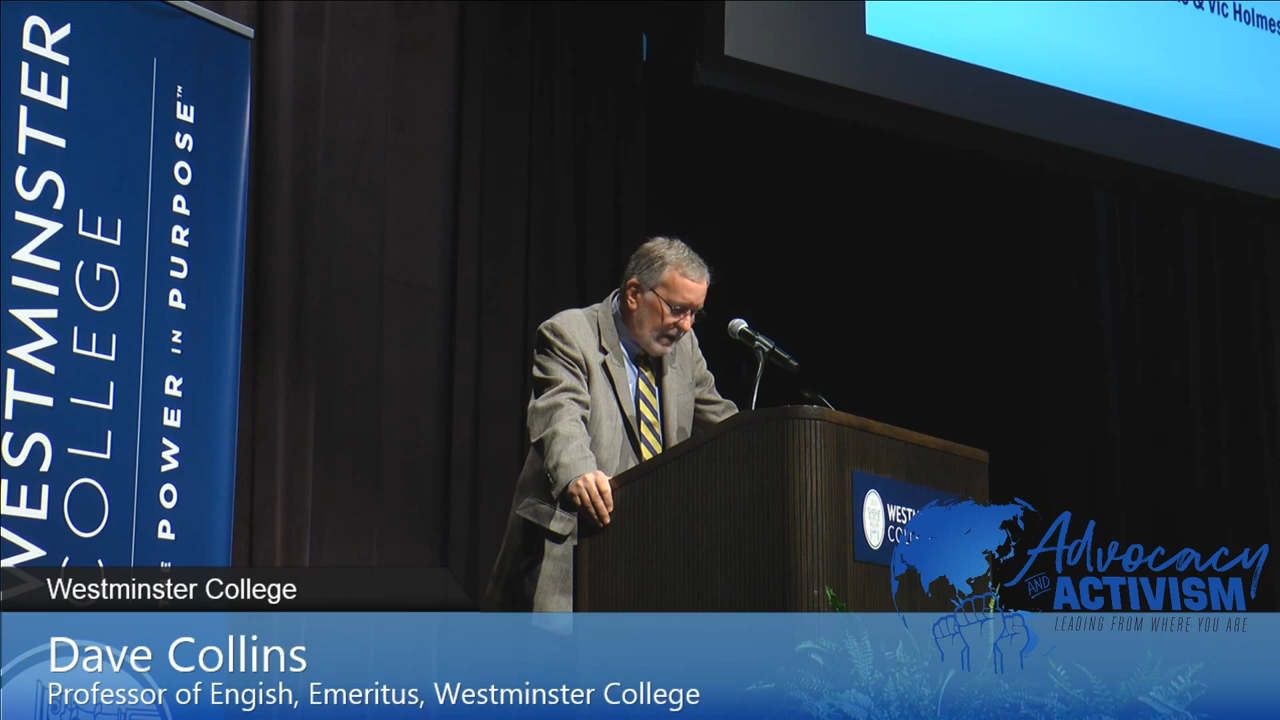 & Vic Holmes
WESTMINSTER
COLLEGE
POWER IN PURPOSE™
WESTMINSTER
Advocacy
AND
ACTIVISM
LEADING FROM WHERE YOU ARE
Westminster College
Dave Collins
Professor of Engish, Emeritus, Westminster College